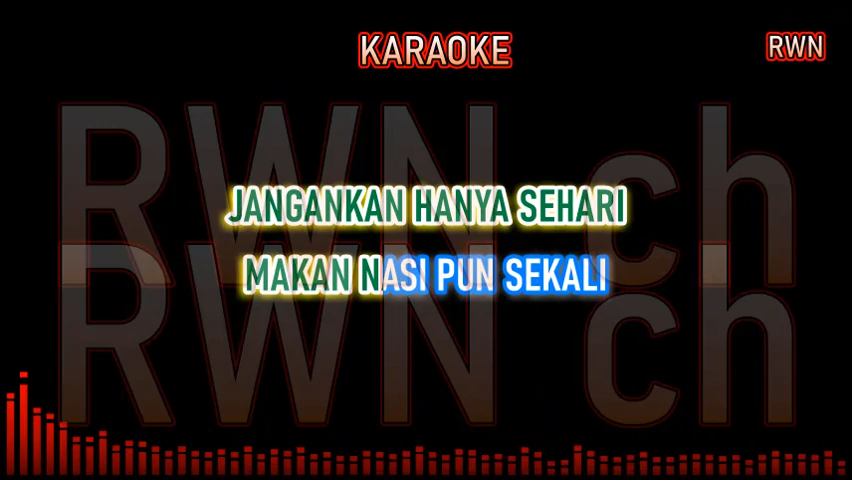 KARAOKE
RWN
RWN ch
JANGANKAN HANYA SEHARI
MAKAN NASI PUN SEKALI
RWN ch